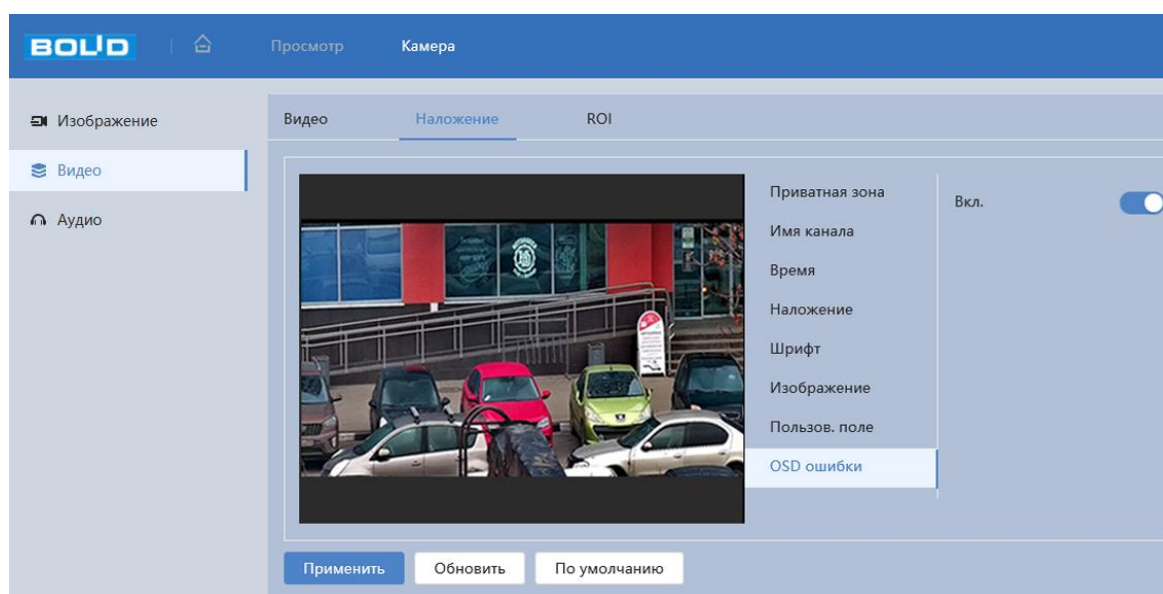 BOLID
Просмотр
Камера
Изображение
Видео
Аудио
Видео
Наложение
ROI
Приватная зона
Имя канала
Время
Наложение
Шрифт
Изображение
Пользов. поле
OSD ошибки
Вкл.
Применить
Обновить
По умолчанию